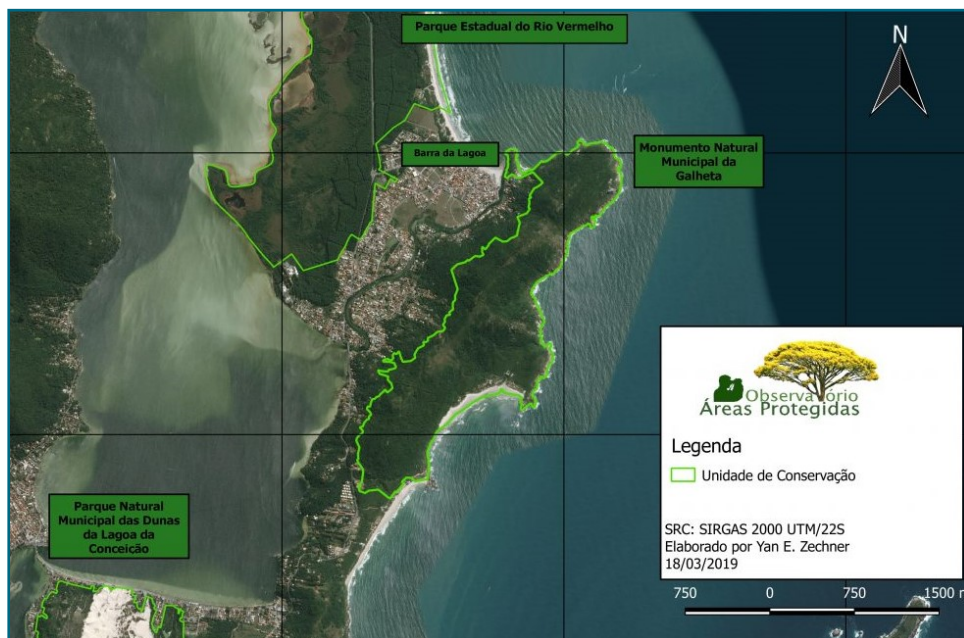 Parque Estadual do Rio Vermelho
N
Barra da Lagoa
Monumento Natural
Municipal da
Galheta
Parque Natural
Municipal das Dunas
da Lagoa da
Conceição
Observatório
Áreas Protegidas
Legenda
Unidade de Conservação
SRC: SIRGAS 2000 UTM/22S
Elaborado por Yan E. Zechner
18/03/2019
750 0 750 1500 m